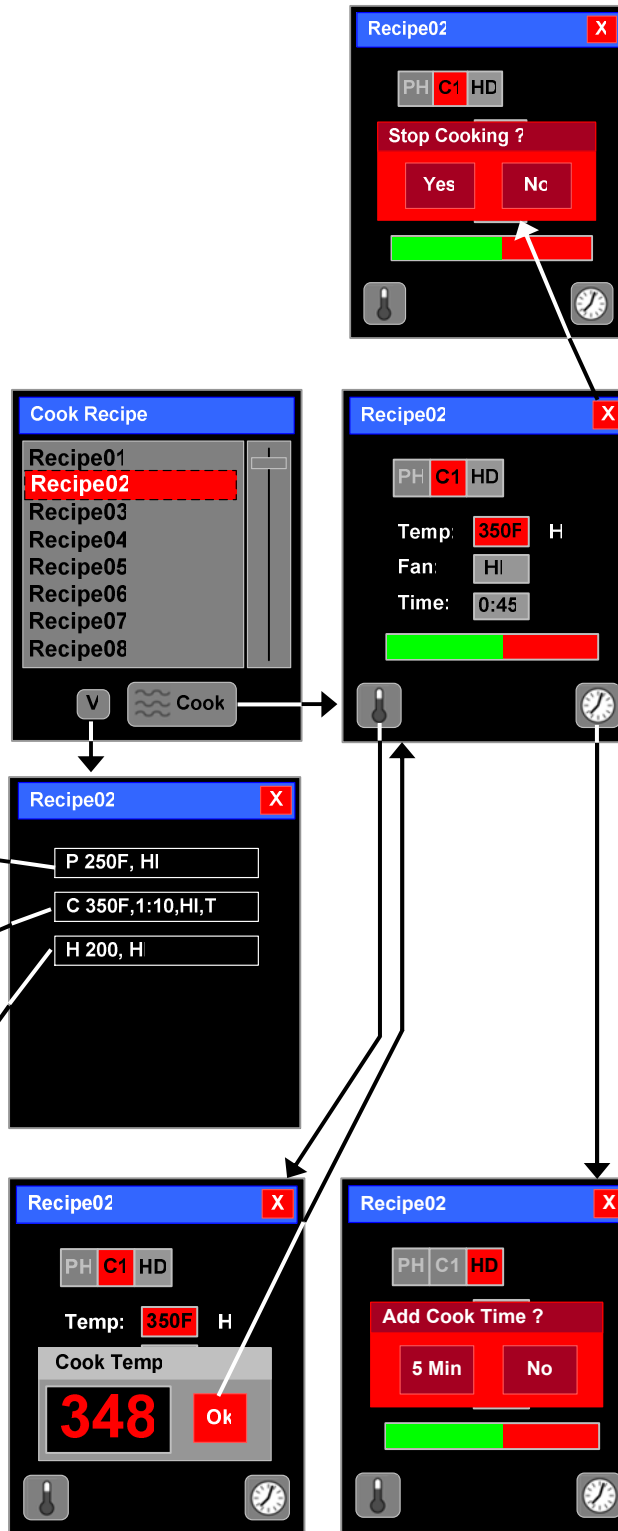 Recipe02 X
PH C1 HD
Stop Cooking ?
Yes No
Cook Recipe
Recipe01
Recipe02
Recipe03
Recipe04
Recipe05
Recipe06
Recipe07
Recipe08
V Cook
Recipe02 X
PH C1 HD
Temp: 350F H
Fan: HI
Time: 0:45
Recipe02 X
P 250F, HI
C 350F,1:10,HI,T
H 200, HI
Recipe02 X
PH C1 HD
Temp: 350F H
Cook Temp
348 Ok
Recipe02 X
PH C1 HD
Add Cook Time ?
5 Min No